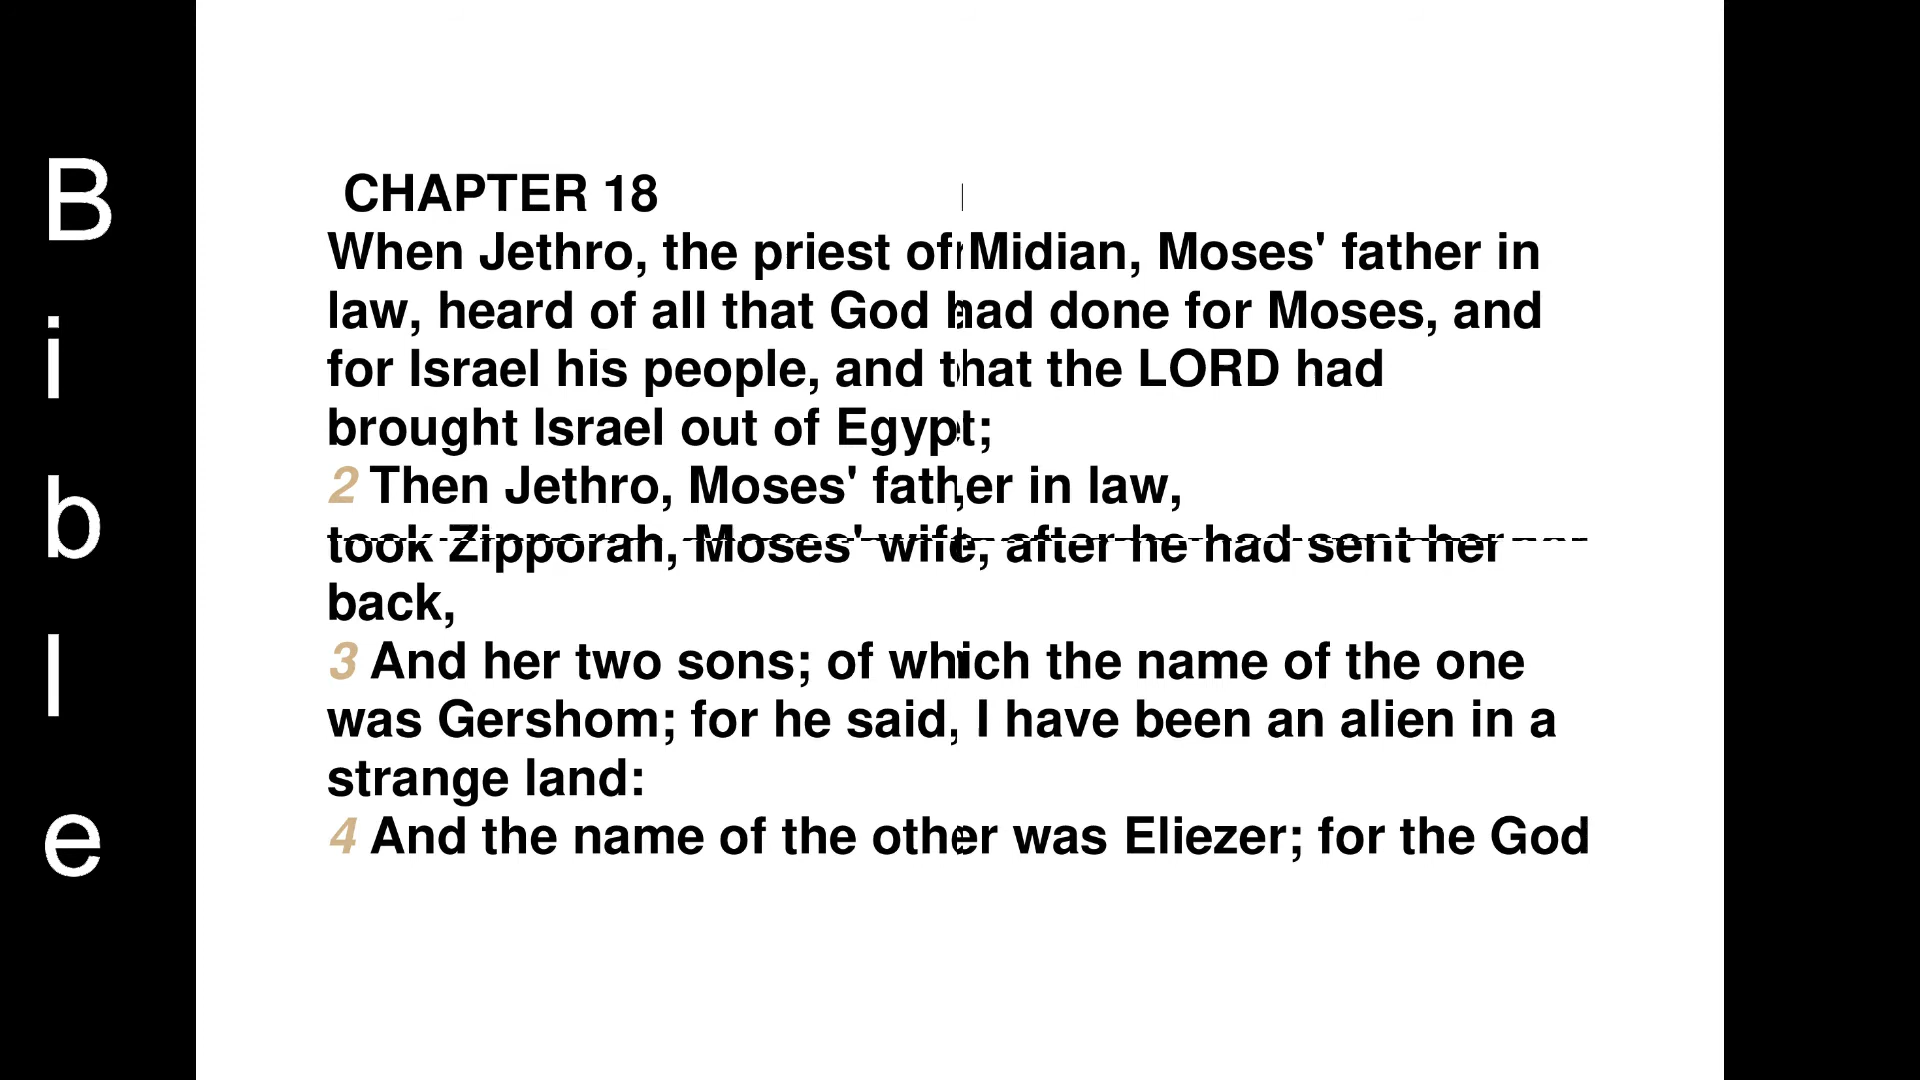 Bible
CHAPTER 18
When Jethro, the priest of Midian, Moses' father in
law, heard of all that God had done for Moses, and
for Israel his people, and that the LORD had
brought Israel out of Egypt;
2 Then Jethro, Moses' father in law,
took Zipporah, Moses' wife, after he had sent her
back,
3 And her two sons; of which the name of the one
was Gershom; for he said, I have been an alien in a
strange land:
4 And the name of the other was Eliezer; for the God